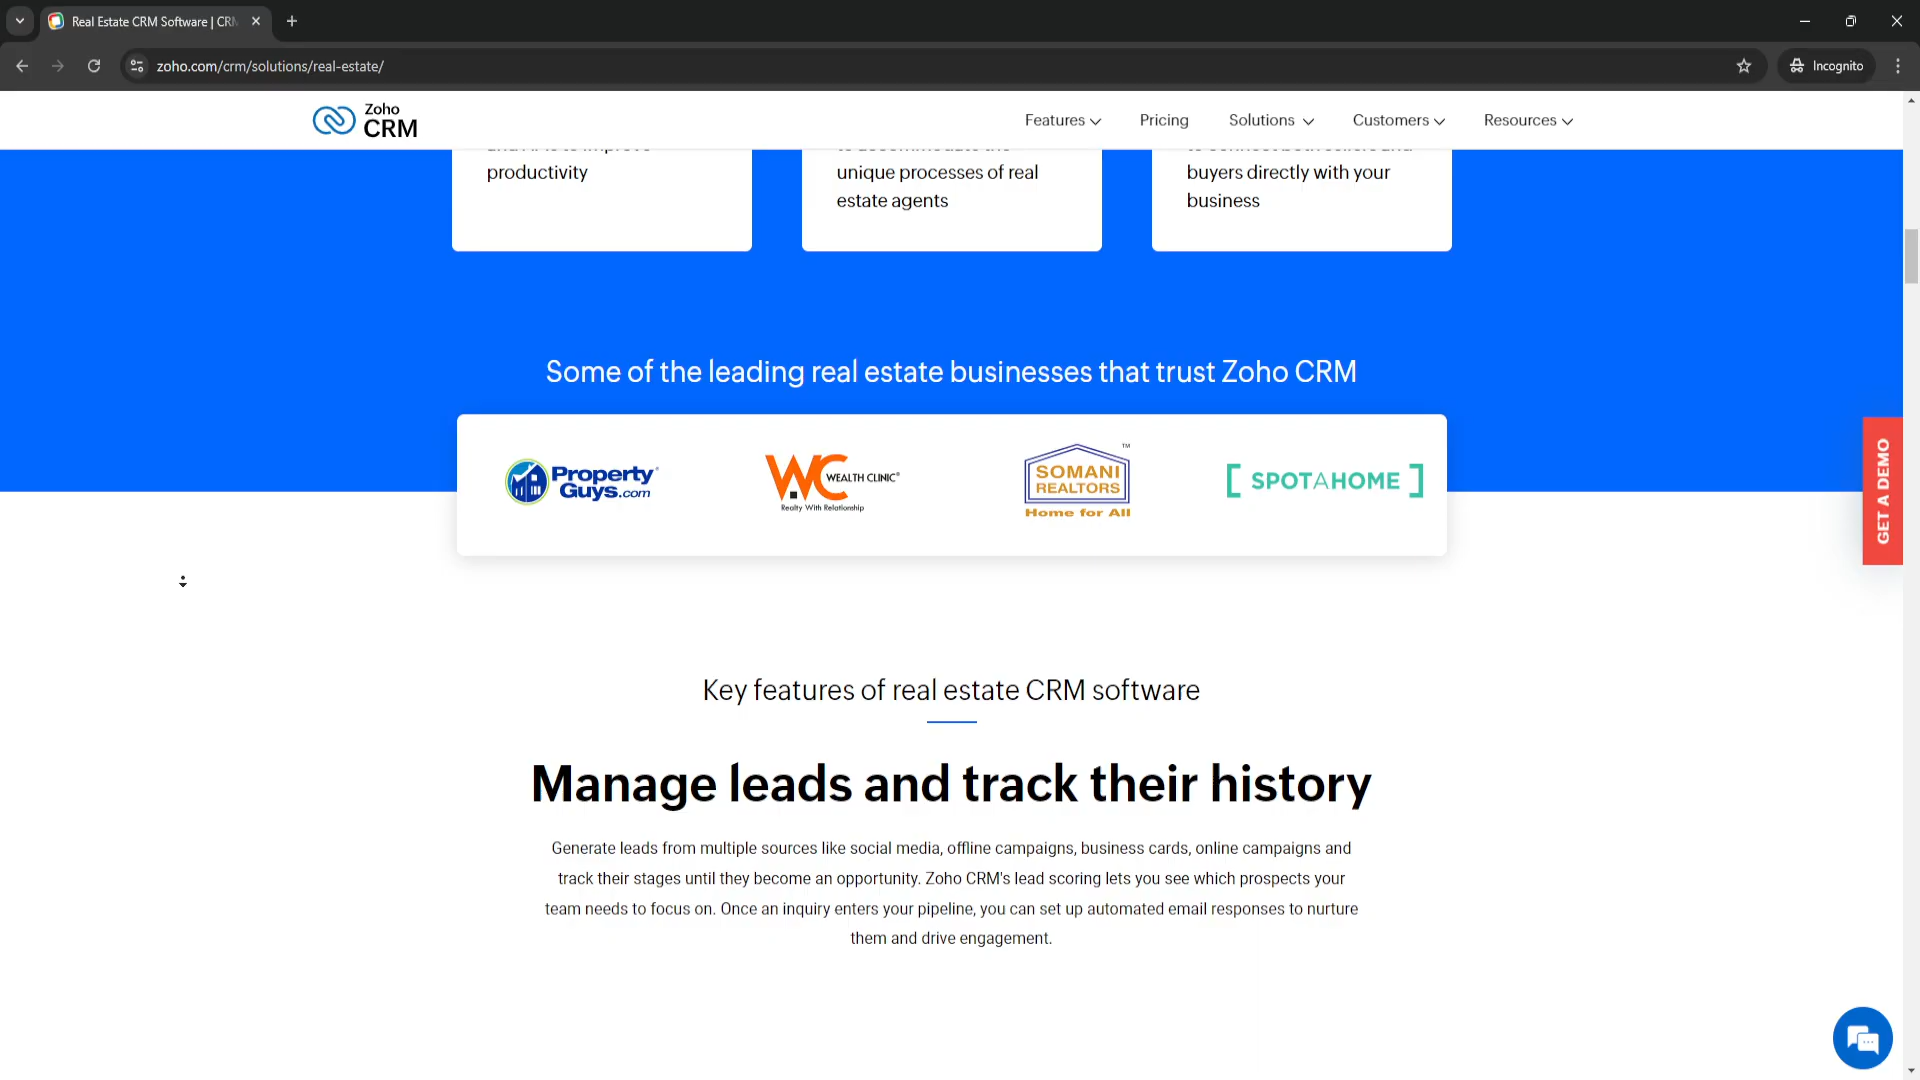 Real Estate CRM Software | CRM
zoho.com/crm/solutions/real-estate/
Incognito
Zoho
CRM
Features
Pricing
Solutions
Customers
Resources
productivity
unique processes of real
estate agents
buyers directly with your
business
Some of the leading real estate businesses that trust Zoho CRM
Property
Guys.com
WC WEALTH CLINIC®
Realty With Relationship
TM
SOMANI
REALTORS
Home for All
[ SPOTAHOME ]
GET A DEMO
Key features of real estate CRM software
Manage leads and track their history
Generate leads from multiple sources like social media, offline campaigns, business cards, online campaigns and
track their stages until they become an opportunity. Zoho CRM's lead scoring lets you see which prospects your
team needs to focus on. Once an inquiry enters your pipeline, you can set up automated email responses to nurture
them and drive engagement.